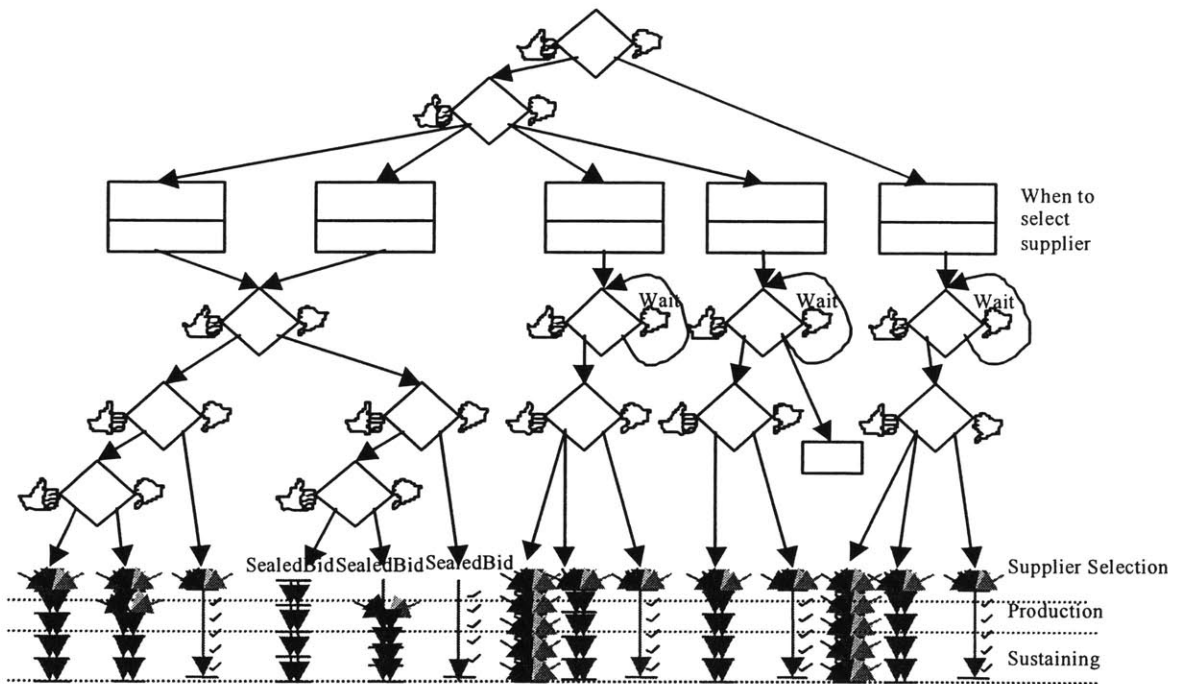 When to
select
supplier
Wait
Wait
Wait
SealedBid
SealedBid
SealedBid
Supplier Selection
Production
Sustaining